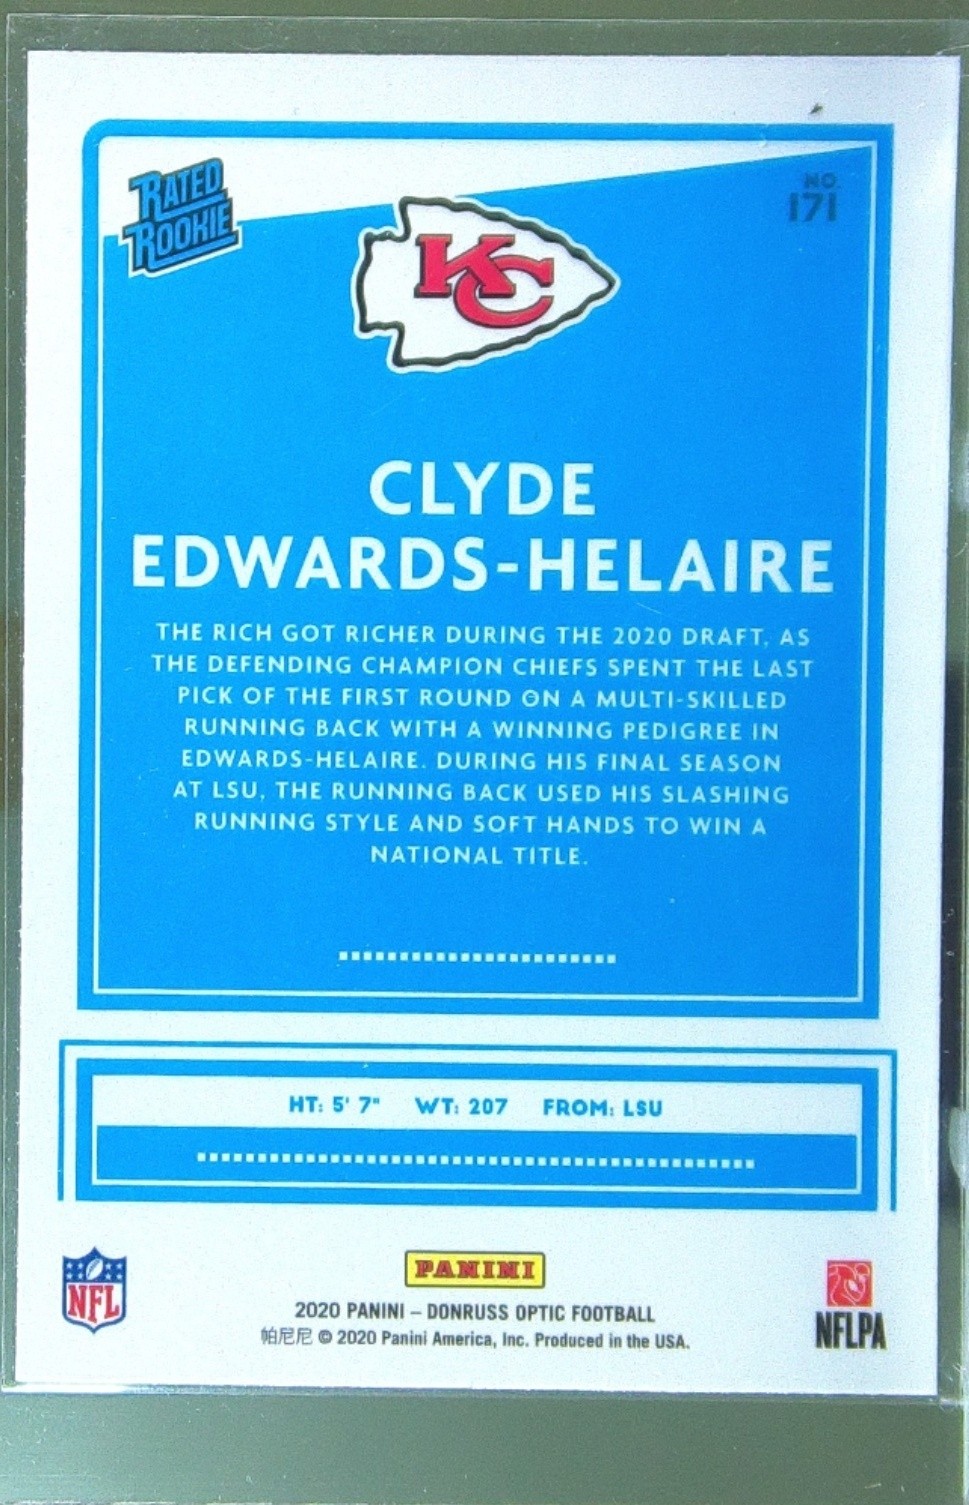 RATED
ROOKIE
NO.
171
KC
CLYDE
EDWARDS-HELAIRE
THE RICH GOT RICHER DURING THE 2020 DRAFT, AS
THE DEFENDING CHAMPION CHIEFS SPENT THE LAST
PICK OF THE FIRST ROUND ON A MULTI-SKILLED
RUNNING BACK WITH A WINNING PEDIGREE IN
EDWARDS-HELAIRE. DURING HIS FINAL SEASON
AT LSU, THE RUNNING BACK USED HIS SLASHING
RUNNING STYLE AND SOFT HANDS TO WIN A
NATIONAL TITLE.
HT: 5' 7" WT: 207 FROM: LSU
NFL
PANINI
2020 PANINI – DONRUSS OPTIC FOOTBALL
帕尼尼 © 2020 Panini America, Inc. Produced in the USA.
NFLPA